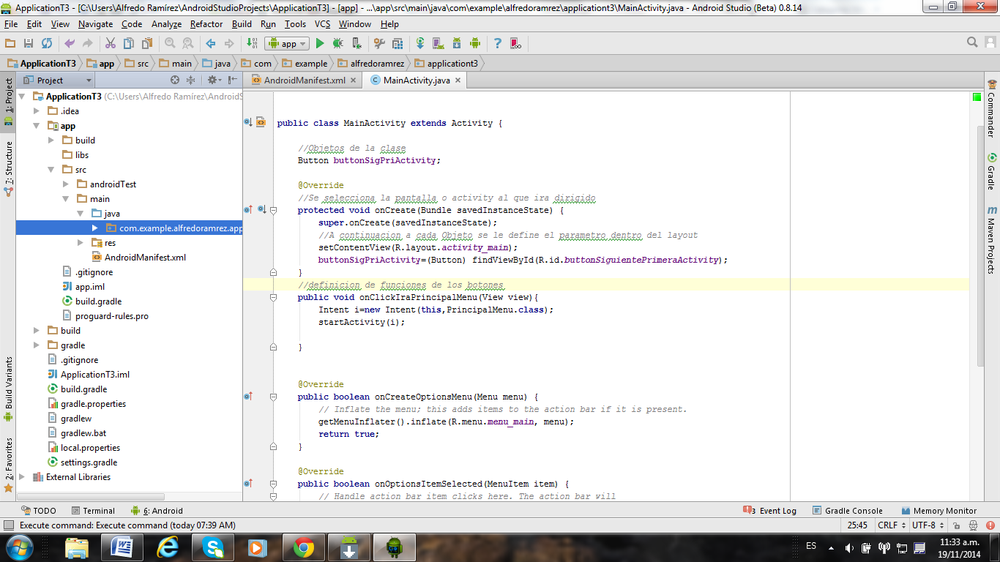 ApplicationT3 - [C:\Users\Alfredo Ramírez\AndroidStudioProjects\ApplicationT3] - [app] - ...\app\src\main\java\com\example\alfredoramrez\applicationt3\MainActivity.java - Android Studio (Beta) 0.8.14
File Edit View Navigate Code Analyze Refactor Build Run Tools VCS Window Help
app
ApplicationT3 app src main java com example alfredoramrez applicationt3
Project
AndroidManifest.xml MainActivity.java
1: Project
7: Structure
Build Variants
2: Favorites
ApplicationT3 (C:\Users\Alfredo Ramírez\AndroidS
.idea
app
build
libs
src
androidTest
main
java
com.example.alfredoramrez.app
res
AndroidManifest.xml
.gitignore
app.iml
build.gradle
proguard-rules.pro
build
gradle
.gitignore
ApplicationT3.iml
build.gradle
gradle.properties
gradlew
gradlew.bat
local.properties
settings.gradle
External Libraries
public class MainActivity extends Activity {
//Objetos de la clase
Button buttonSigPriActivity;
@Override
//Se selecciona la pantalla o activity al que ira dirigido
protected void onCreate(Bundle savedInstanceState) {
super.onCreate(savedInstanceState);
//A continuacion a cada Objeto se le define el parametro dentro del layout
setContentView(R.layout.activity_main);
buttonSigPriActivity=(Button) findViewById(R.id.buttonSiguientePrimeraActivity);
}
//definicion de funciones de los botones
public void onClickIraPrincipalMenu(View view){
Intent i=new Intent(this,PrincipalMenu.class);
startActivity(i);
}
@Override
public boolean onCreateOptionsMenu(Menu menu) {
// Inflate the menu; this adds items to the action bar if it is present.
getMenuInflater().inflate(R.menu.menu_main, menu);
return true;
}
@Override
public boolean onOptionsItemSelected(MenuItem item) {
// Handle action bar item clicks here. The action bar will
Commander
Gradle
Maven Projects
TODO Terminal 6: Android 3 Event Log Gradle Console Memory Monitor
Execute command: Execute command (today 07:39 AM) 25:45 CRLF UTF-8
ES 11:33 a.m.
19/11/2014